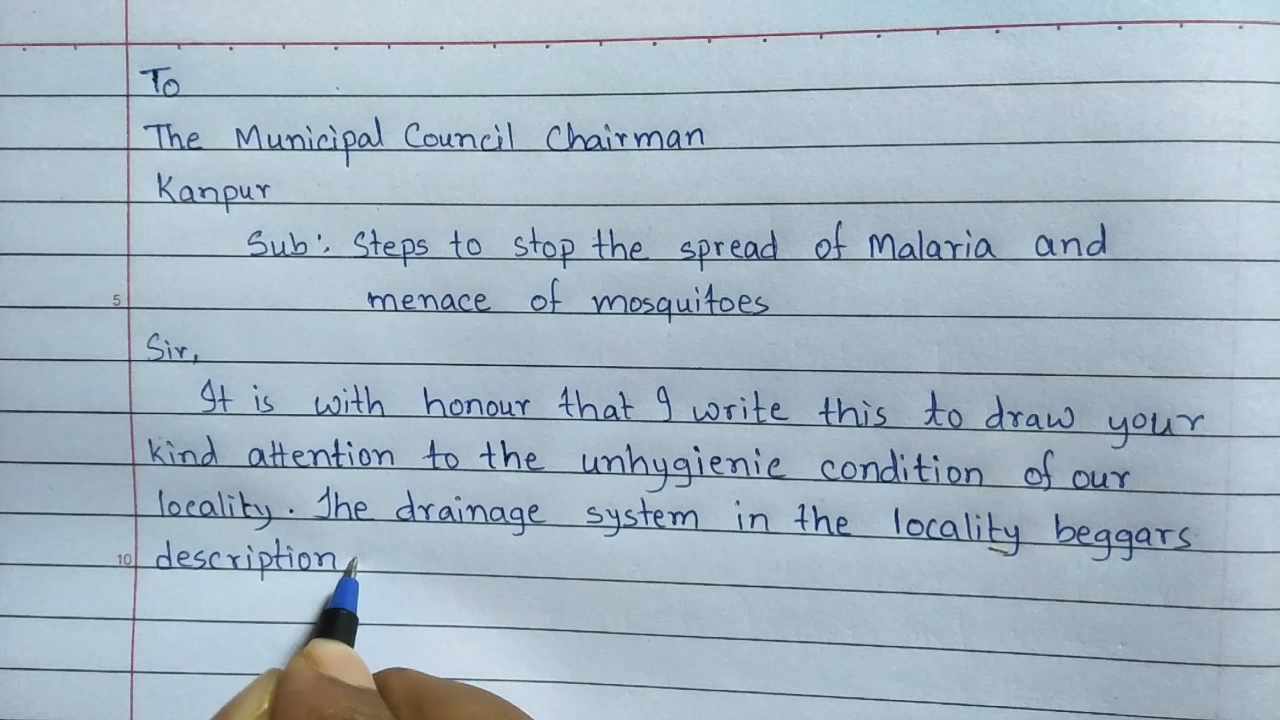 To
The Municipal Council Chairman
Kanpur
Sub: Steps to stop the spread of Malaria and
5 menace of mosquitoes
Sir,
It is with honour that I write this to draw your
kind attention to the unhygienic condition of our
locality. The drainage system in the locality beggars
10 description